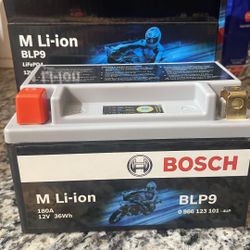 M Li-ion
BLP9
LiFePO4
BOSCH
M Li-ion
BLP9
180A
12V 36Wh
0 986 123 101